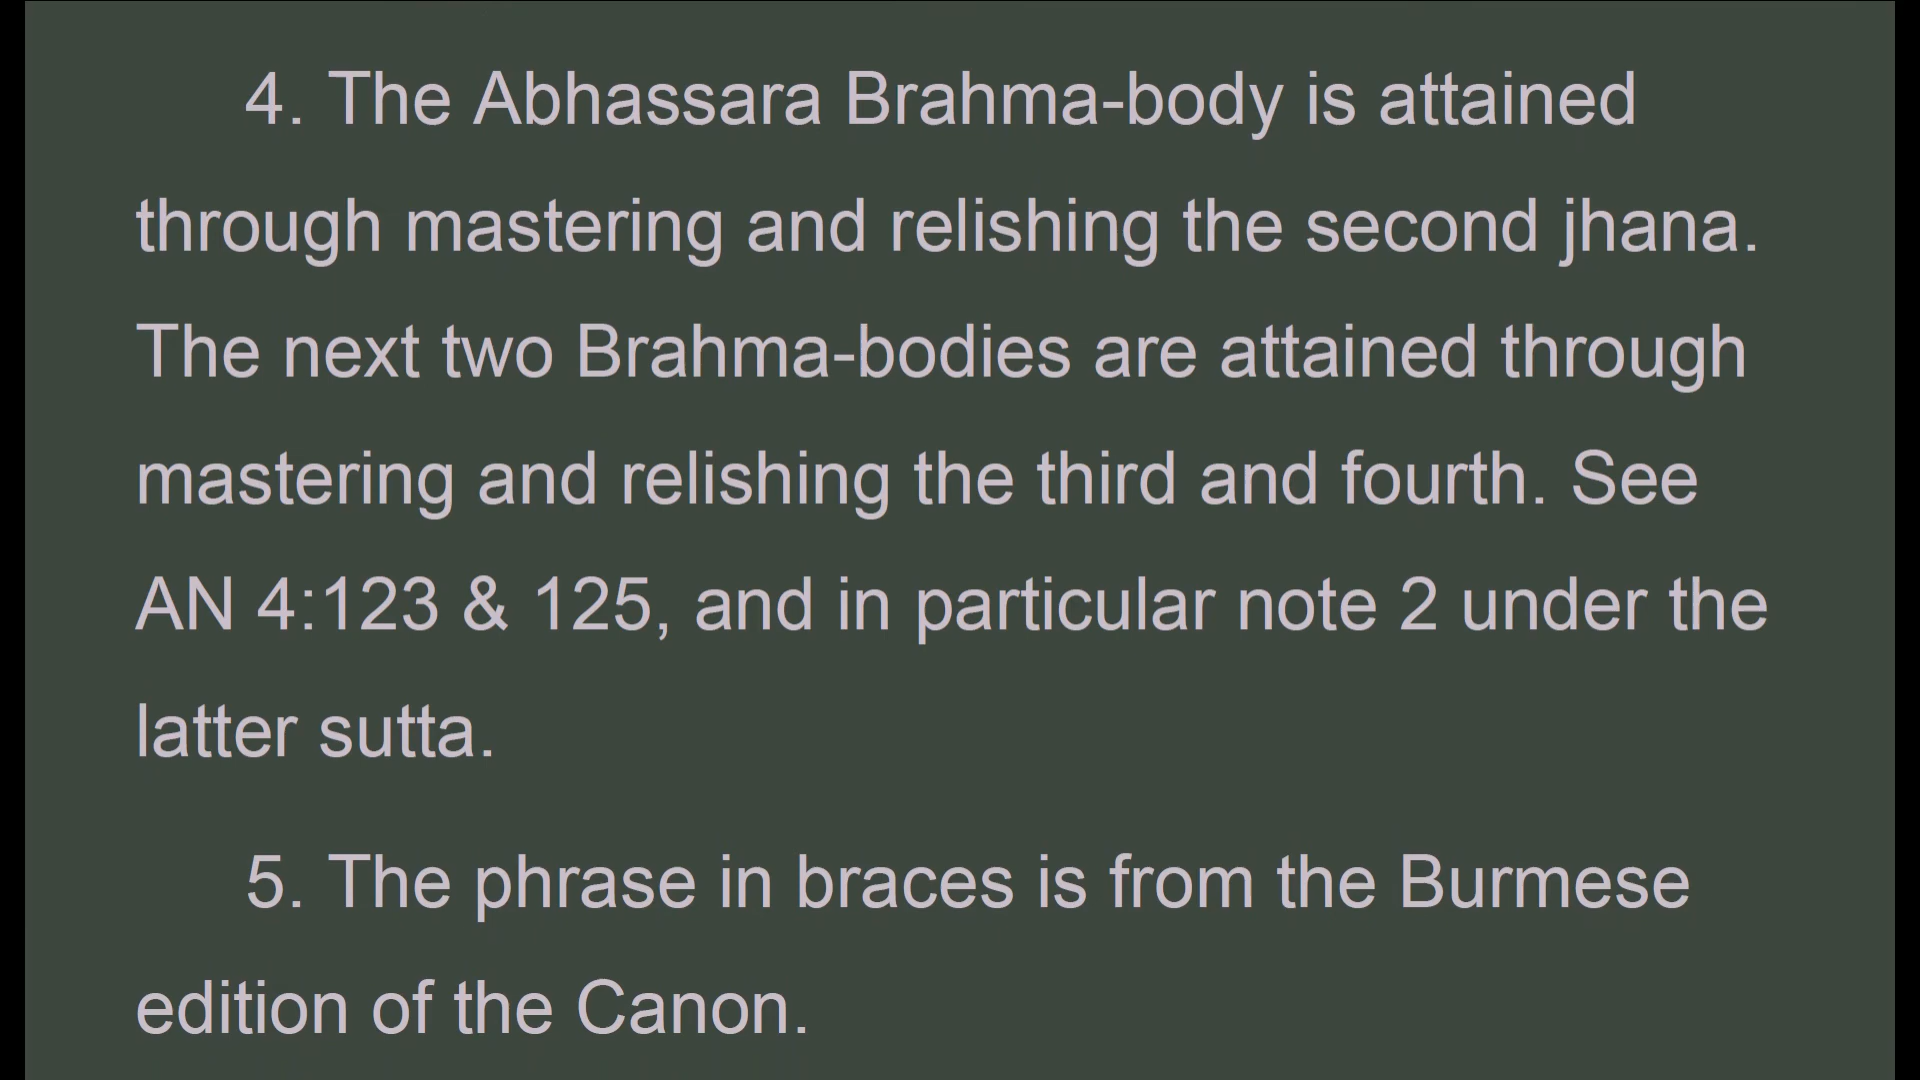 4. The Abhassara Brahma-body is attained
through mastering and relishing the second jhana.
The next two Brahma-bodies are attained through
mastering and relishing the third and fourth. See
AN 4:123 & 125, and in particular note 2 under the
latter sutta.
5. The phrase in braces is from the Burmese
edition of the Canon.